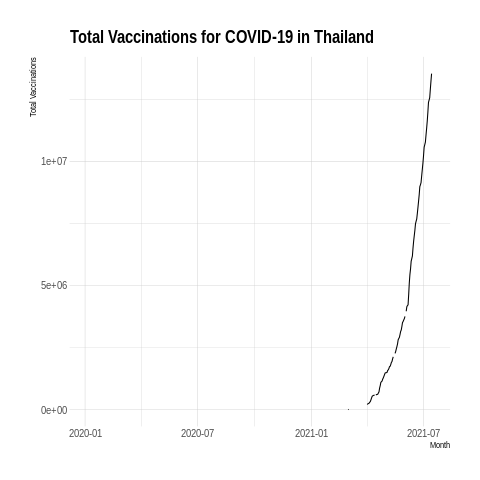 Total Vaccinations for COVID-19 in Thailand
Total Vaccinations
1e+07
5e+06
0e+00
2020-01 2020-07 2021-01 2021-07
Month